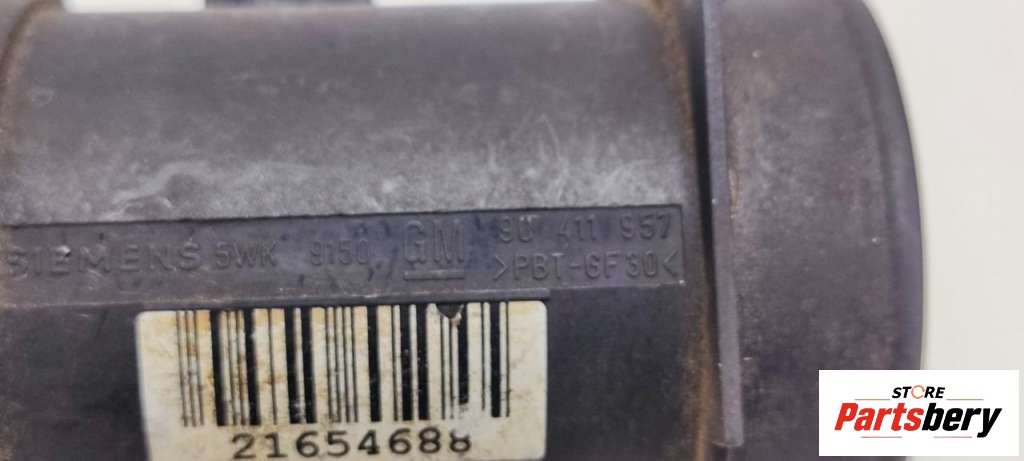 SIEMENS 5WK 9150 GM 90 411 957
>PBT-GF30<
21654688
STORE
Partsbery